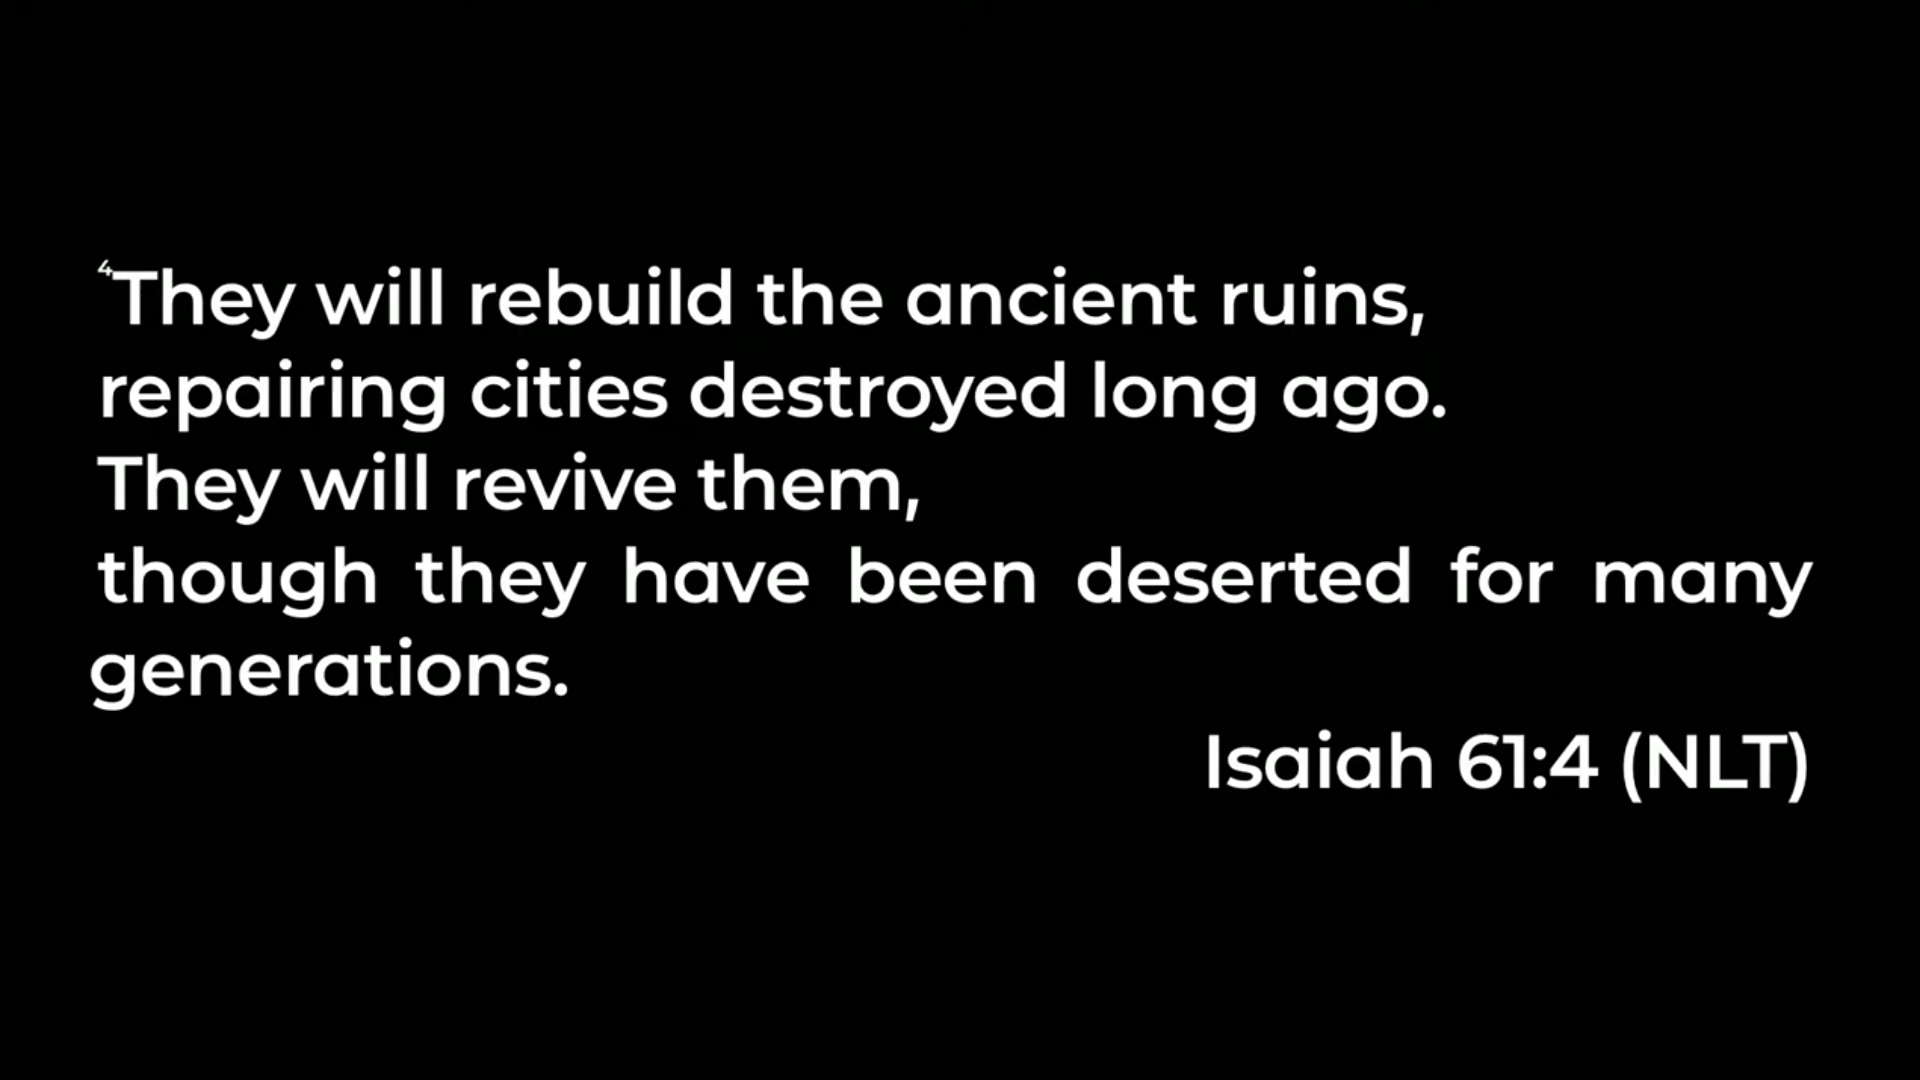 ⁴They will rebuild the ancient ruins,
repairing cities destroyed long ago.
They will revive them,
though they have been deserted for many
generations.
Isaiah 61:4 (NLT)